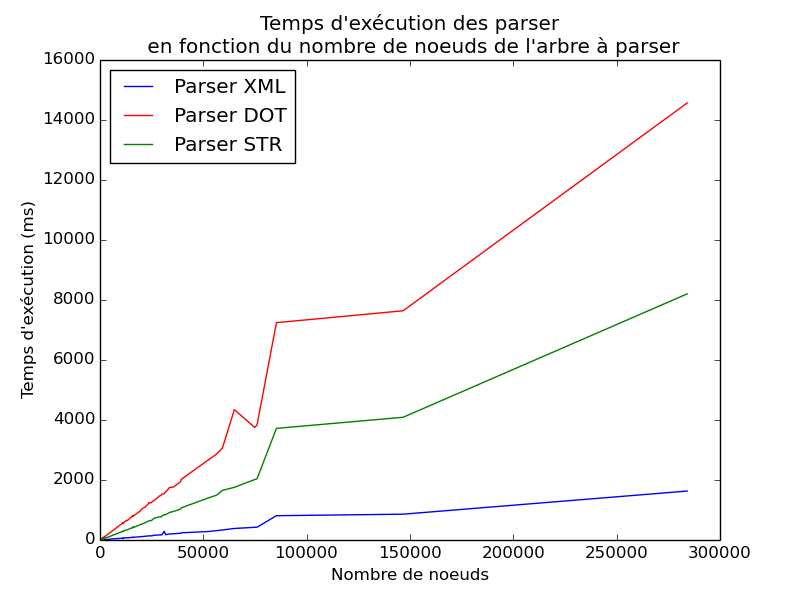 Temps d'exécution des parser
en fonction du nombre de noeuds de l'arbre à parser
Parser XML
Parser DOT
Parser STR
Temps d'exécution (ms)
16000
14000
12000
10000
8000
6000
4000
2000
0
0
50000
100000
150000
200000
250000
300000
Nombre de noeuds